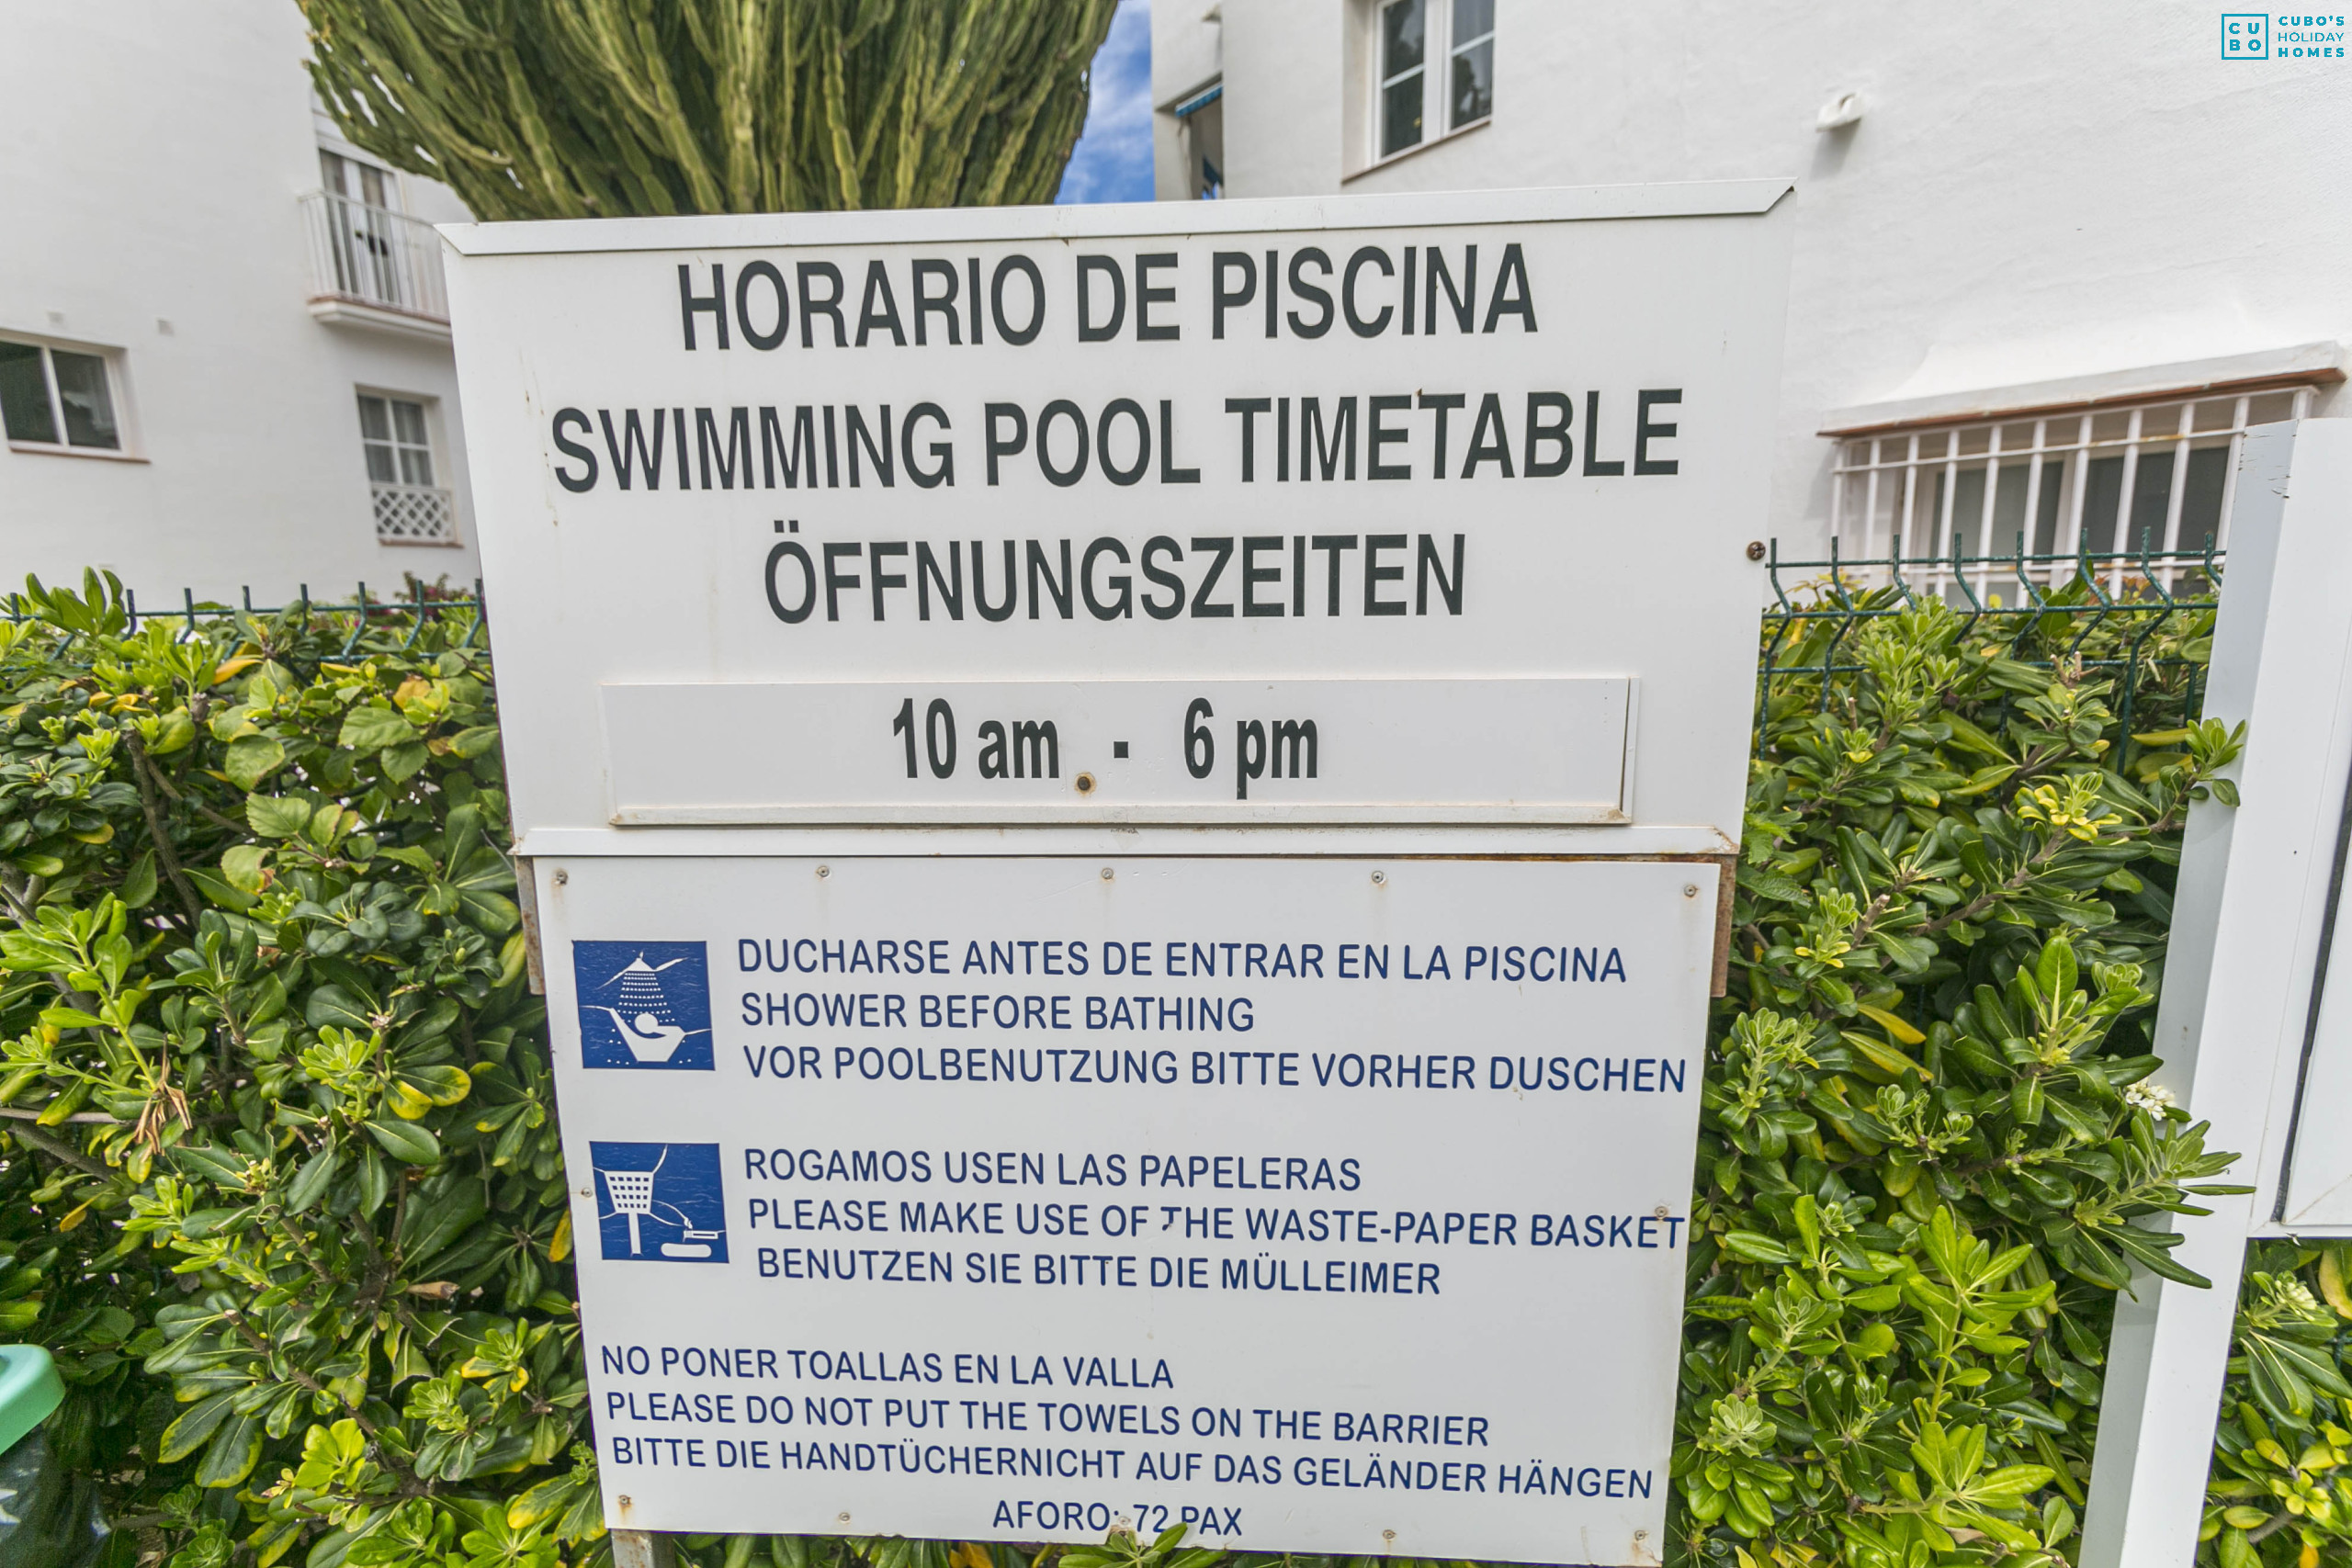 CUBO'S
HOLIDAY
HOMES
CU
BO
HORARIO DE PISCINA
SWIMMING POOL TIMETABLE
ÖFFNUNGSZEITEN
10 am - 6 pm
DUCHARSE ANTES DE ENTRAR EN LA PISCINA
SHOWER BEFORE BATHING
VOR POOLBENUTZUNG BITTE VORHER DUSCHEN
ROGAMOS USEN LAS PAPELERAS
PLEASE MAKE USE OF THE WASTE-PAPER BASKET
BENUTZEN SIE BITTE DIE MÜLLEIMER
NO PONER TOALLAS EN LA VALLA
PLEASE DO NOT PUT THE TOWELS ON THE BARRIER
BITTE DIE HANDTÜCHERNICHT AUF DAS GELÄNDER HÄNGEN
AFORO: 72 PAX